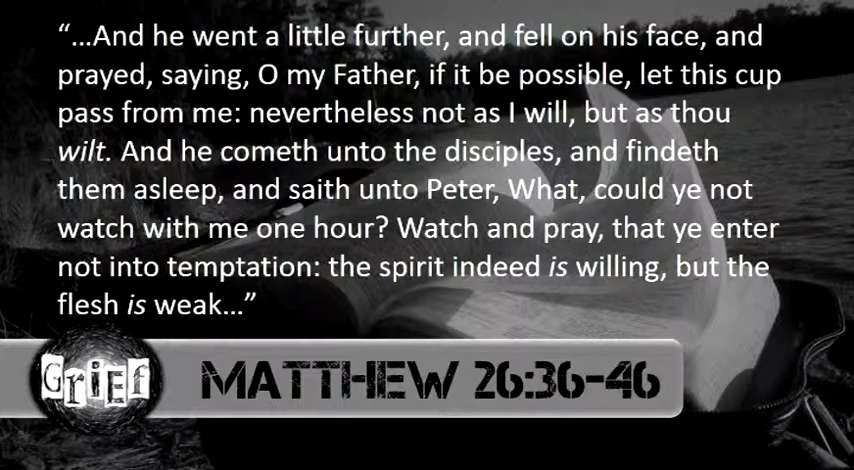 “...And he went a little further, and fell on his face, and
prayed, saying, O my Father, if it be possible, let this cup
pass from me: nevertheless not as I will, but as thou
wilt. And he cometh unto the disciples, and findeth
them asleep, and saith unto Peter, What, could ye not
watch with me one hour? Watch and pray, that ye enter
not into temptation: the spirit indeed is willing, but the
flesh is weak...”
GriEf
MATTHEW 26:36-46